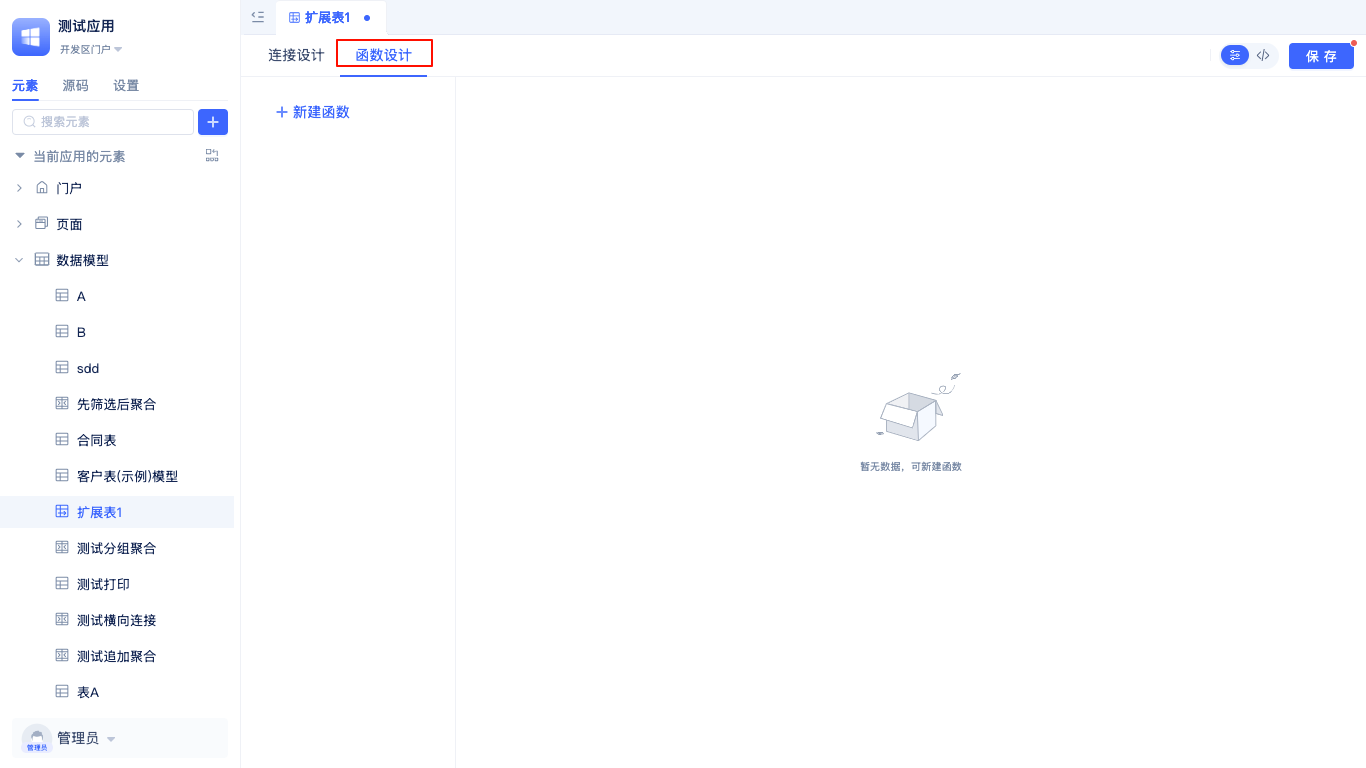 测试应用
开发区门户
元素 源码 设置
搜索元素
当前应用的元素
门户
页面
数据模型
A
B
sdd
先筛选后聚合
合同表
客户表(示例)模型
扩展表1
测试分组聚合
测试打印
测试横向连接
测试追加聚合
表A
管理员
管理员
扩展表1
连接设计 函数设计
保存
新建函数
暂无数据，可新建函数